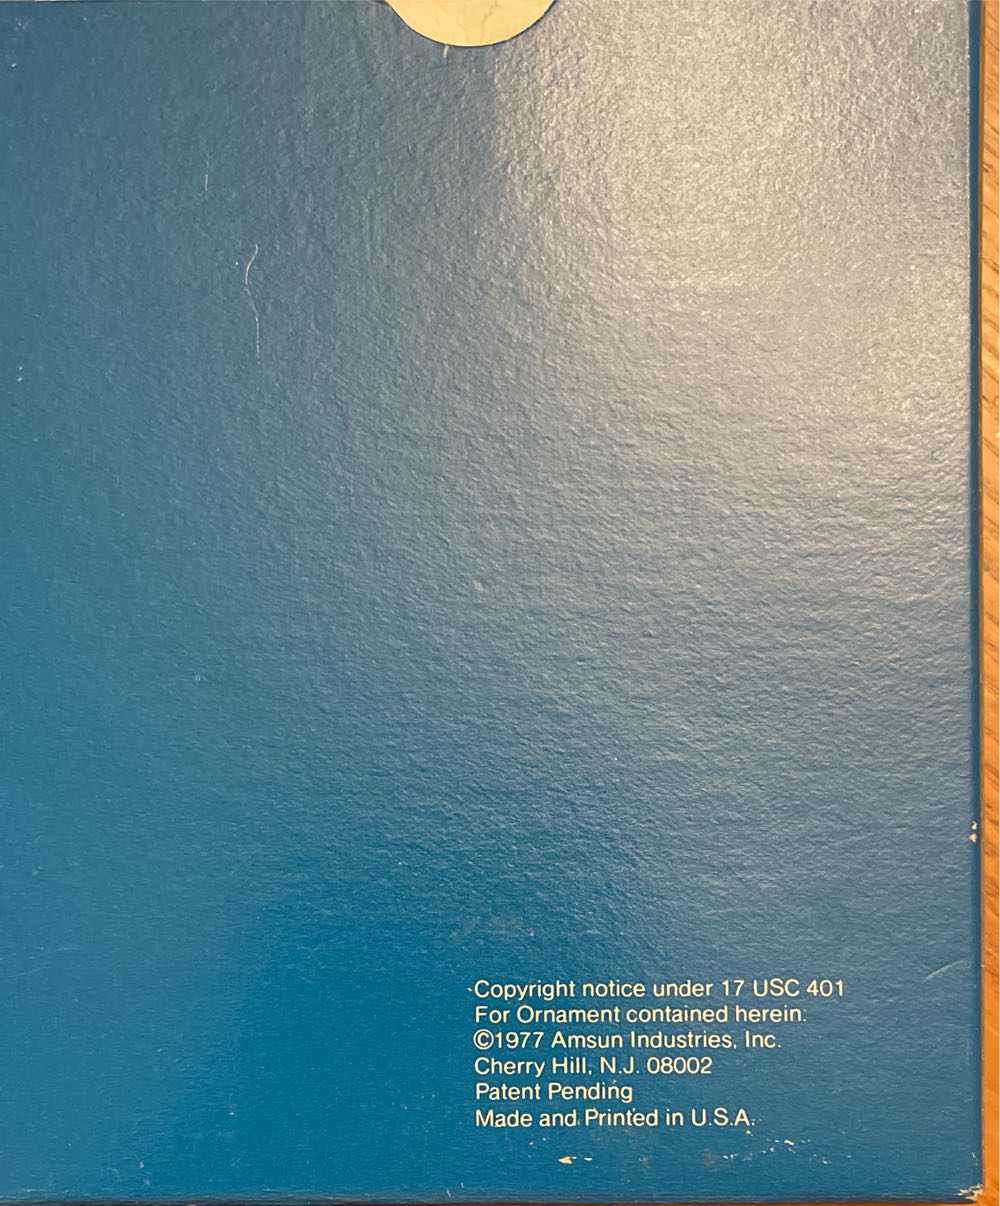 Copyright notice under 17 USC 401
For Ornament contained herein.
©1977 Amsun Industries, Inc.
Cherry Hill, N.J. 08002
Patent Pending
Made and Printed in U.S.A.